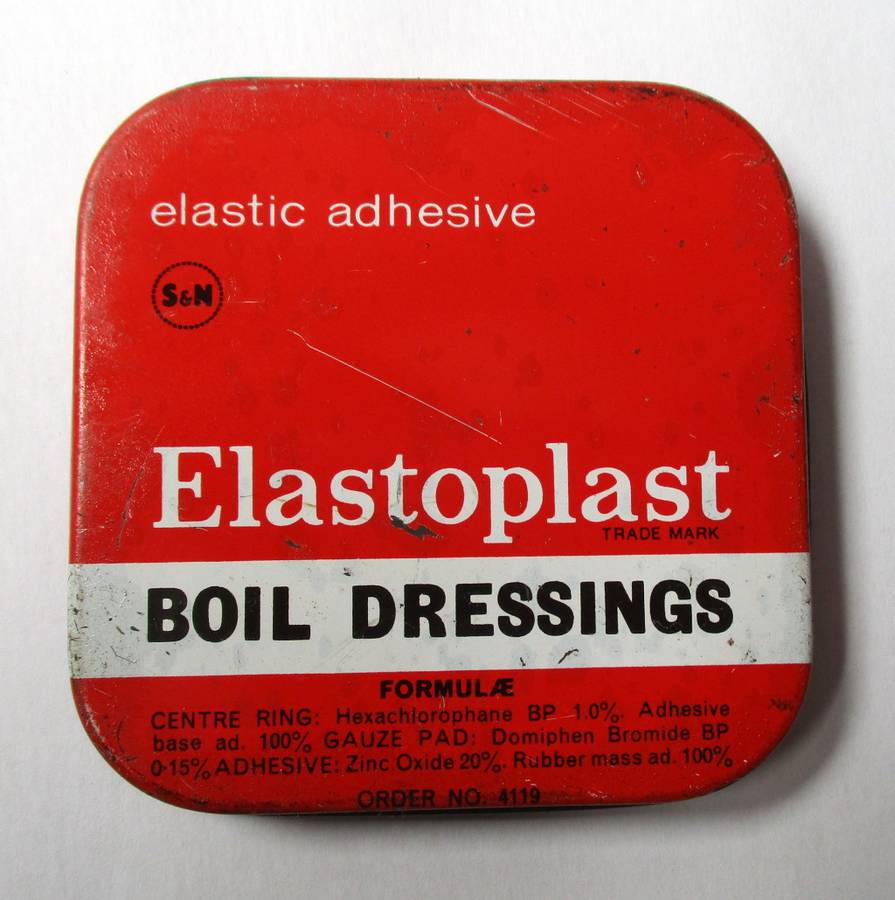 elastic adhesive
S&N
Elastoplast
TRADE MARK
BOIL DRESSINGS
FORMULÆ
CENTRE RING: Hexachlorophane BP 1.0%. Adhesive
base ad. 100% GAUZE PAD: Domiphen Bromide BP
0·15% ADHESIVE: Zinc Oxide 20%. Rubber mass ad. 100%
ORDER NO. 4119